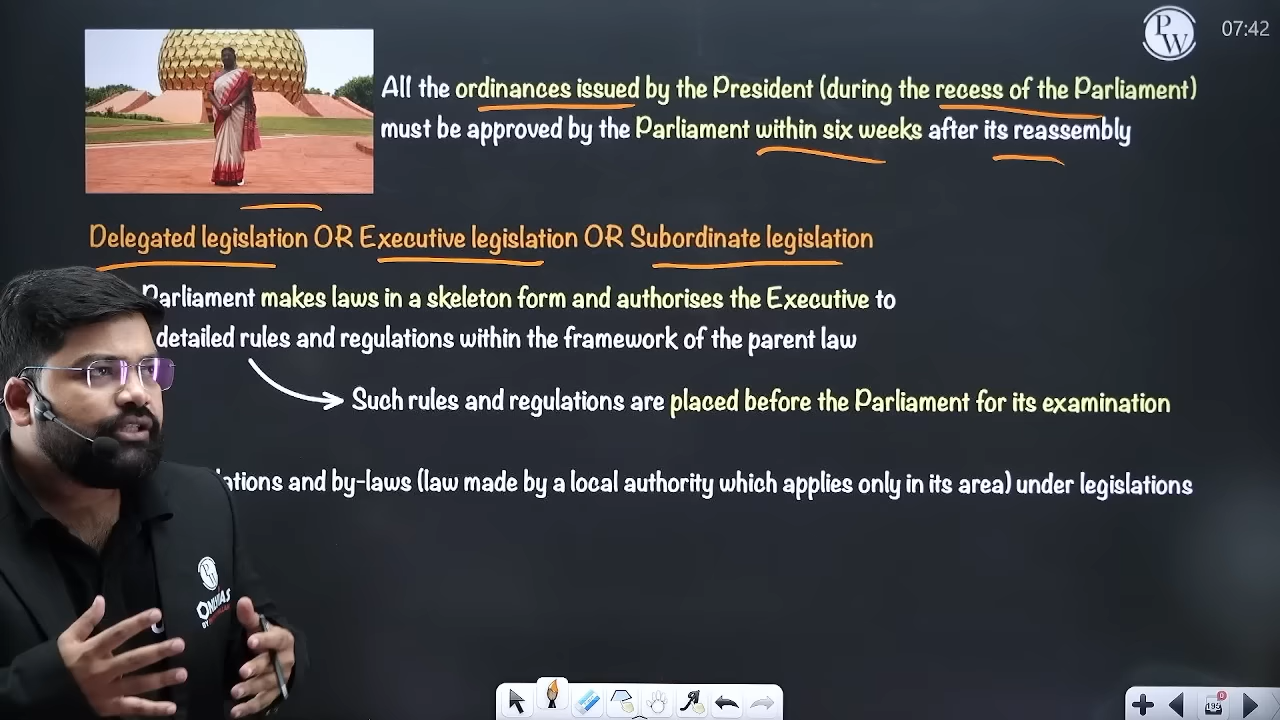 PW
07:42
All the ordinances issued by the President (during the recess of the Parliament)
must be approved by the Parliament within six weeks after its reassembly
Delegated legislation OR Executive legislation OR Subordinate legislation
Parliament makes laws in a skeleton form and authorises the Executive to
detailed rules and regulations within the framework of the parent law
Such rules and regulations are placed before the Parliament for its examination
and by-laws (law made by a local authority which applies only in its area) under legislations
PW
195